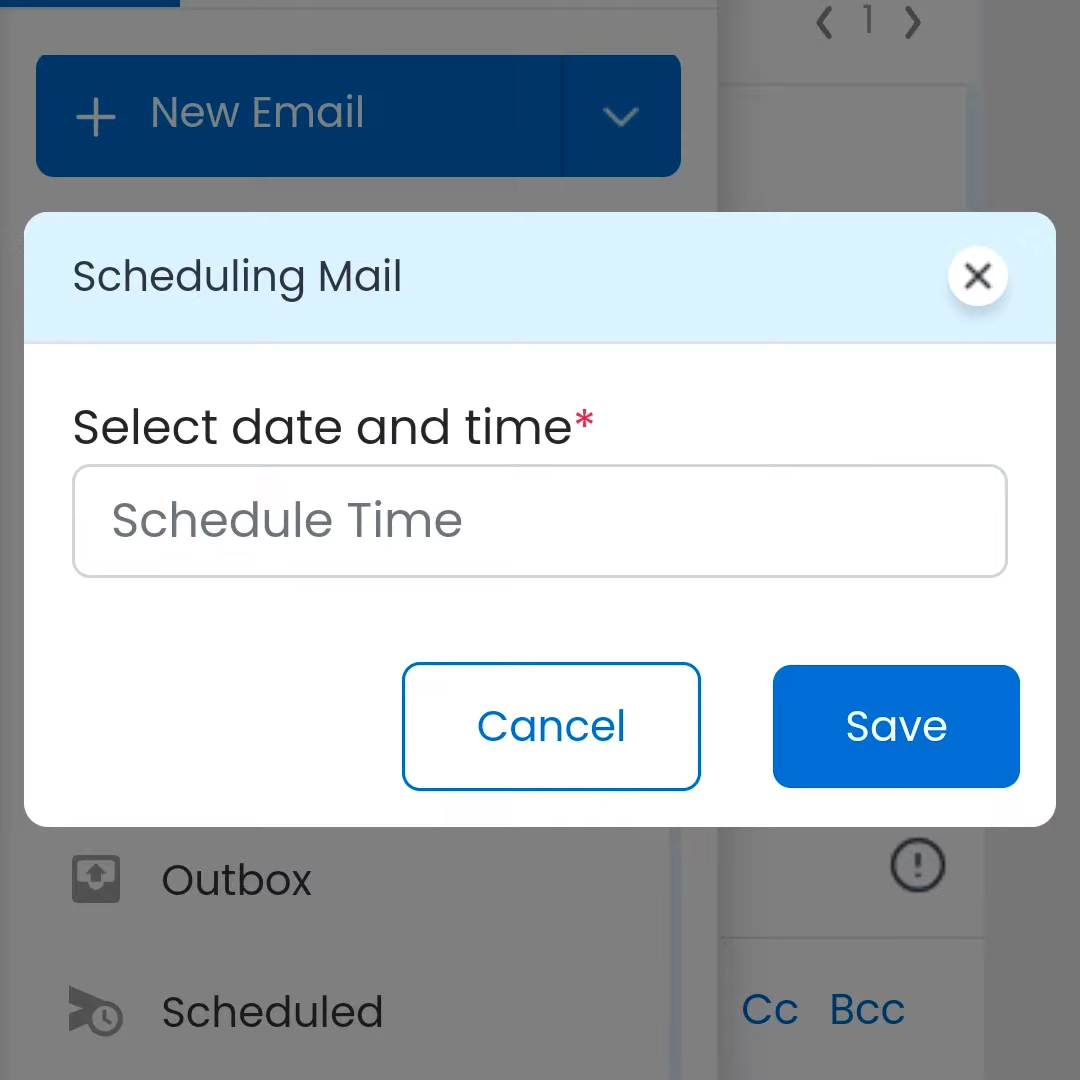 1
New Email
Scheduling Mail
Select date and time*
Schedule Time
Cancel
Save
Outbox
Scheduled
Cc Bcc